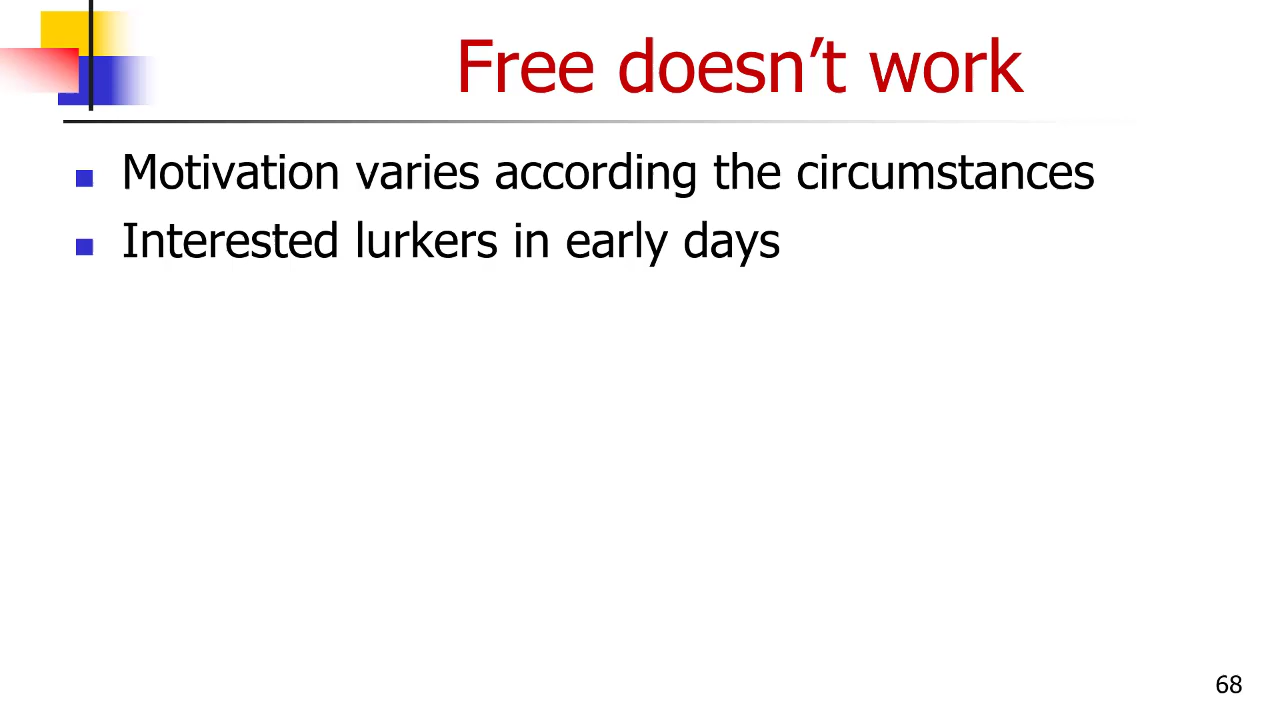 Free doesn’t work
Motivation varies according the circumstances
Interested lurkers in early days
68